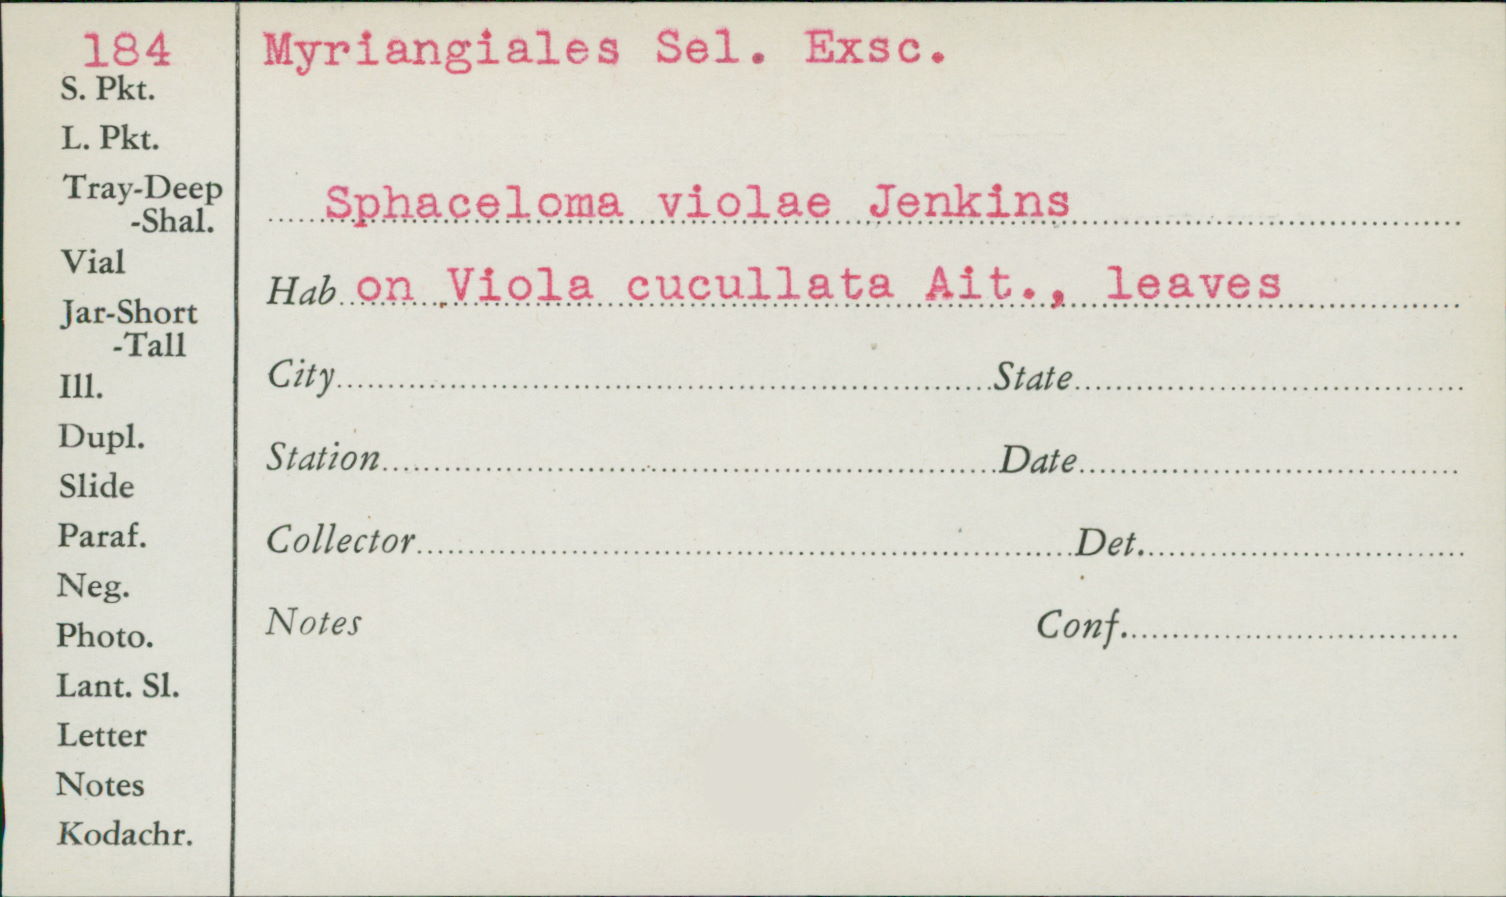 184
S. Pkt.
L. Pkt.
Tray-Deep
-Shal.
Vial
Jar-Short
-Tall
Ill.
Dupl.
Slide
Paraf.
Neg.
Photo.
Lant. Sl.
Letter
Notes
Kodachr.
Myriangiales Sel. Exsc.
Sphaceloma violae Jenkins
Hab on Viola cucullata Ait., leaves
City State
Station Date
Collector Det.
Notes Conf.